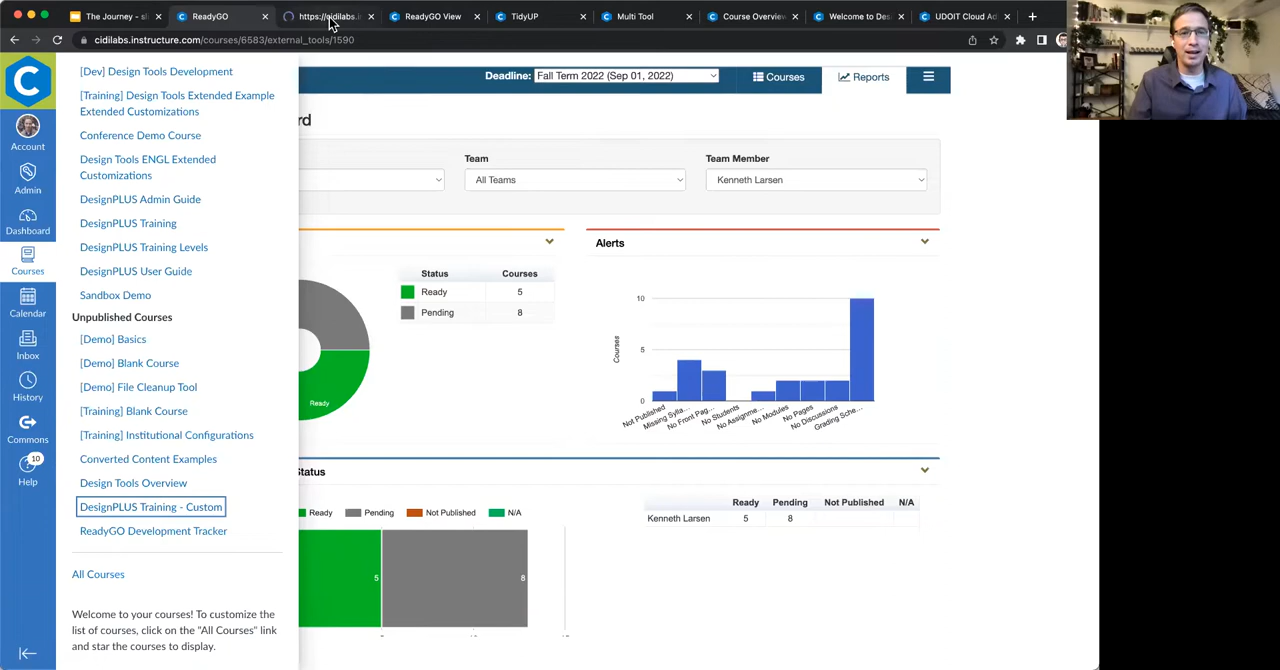 The Journey - sli
ReadyGO
https://cidilabs.in
ReadyGO View
TidyUP
Multi Tool
Course Overview
Welcome to Des
UDOIT Cloud Ad
cidilabs.instructure.com/courses/6583/external_tools/1590
Account
Admin
Dashboard
Courses
Calendar
Inbox
History
Commons
10
Help
[Dev] Design Tools Development
[Training] Design Tools Extended Example
Extended Customizations
Conference Demo Course
Design Tools ENGL Extended
Customizations
DesignPLUS Admin Guide
DesignPLUS Training
DesignPLUS Training Levels
DesignPLUS User Guide
Sandbox Demo
Unpublished Courses
[Demo] Basics
[Demo] Blank Course
[Demo] File Cleanup Tool
[Training] Blank Course
[Training] Institutional Configurations
Converted Content Examples
Design Tools Overview
DesignPLUS Training - Custom
ReadyGO Development Tracker
All Courses
Welcome to your courses! To customize the
list of courses, click on the "All Courses" link
and star the courses to display.
Deadline: Fall Term 2022 (Sep 01, 2022)
Courses
Reports
rd
Team
All Teams
Team Member
Kenneth Larsen
Status Courses
Ready 5
Pending 8
Ready
Alerts
Courses
10
5
0
Not Published
Missing Sylla...
No Front Pag...
No Students
No Assignme...
No Modules
No Pages
No Discussions
Grading Sche...
Status
Ready Pending Not Published N/A
5
8
Ready Pending Not Published N/A
Kenneth Larsen 5 8